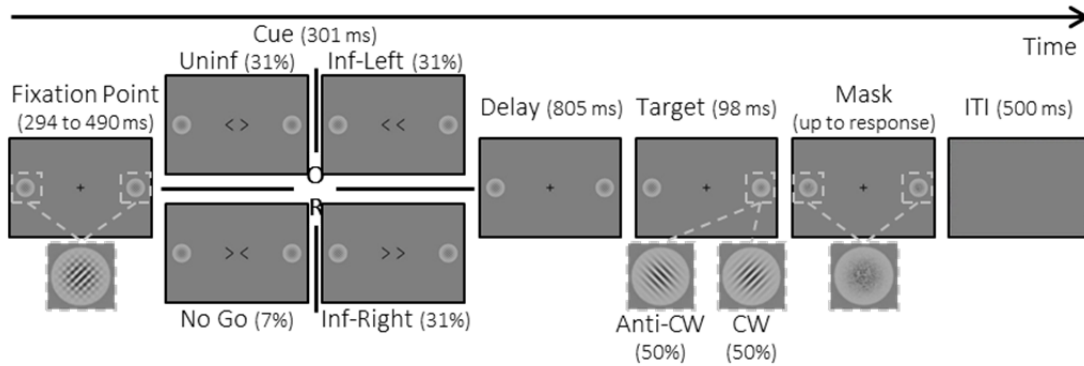 Time
Cue (301 ms)
Uninf (31%)
Inf-Left (31%)
Fixation Point
(294 to 490 ms)
< >
< <
O
R
> <
> >
No Go (7%)
Inf-Right (31%)
Delay (805 ms)
Target (98 ms)
Anti-CW
(50%)
CW
(50%)
Mask
(up to response)
ITI (500 ms)